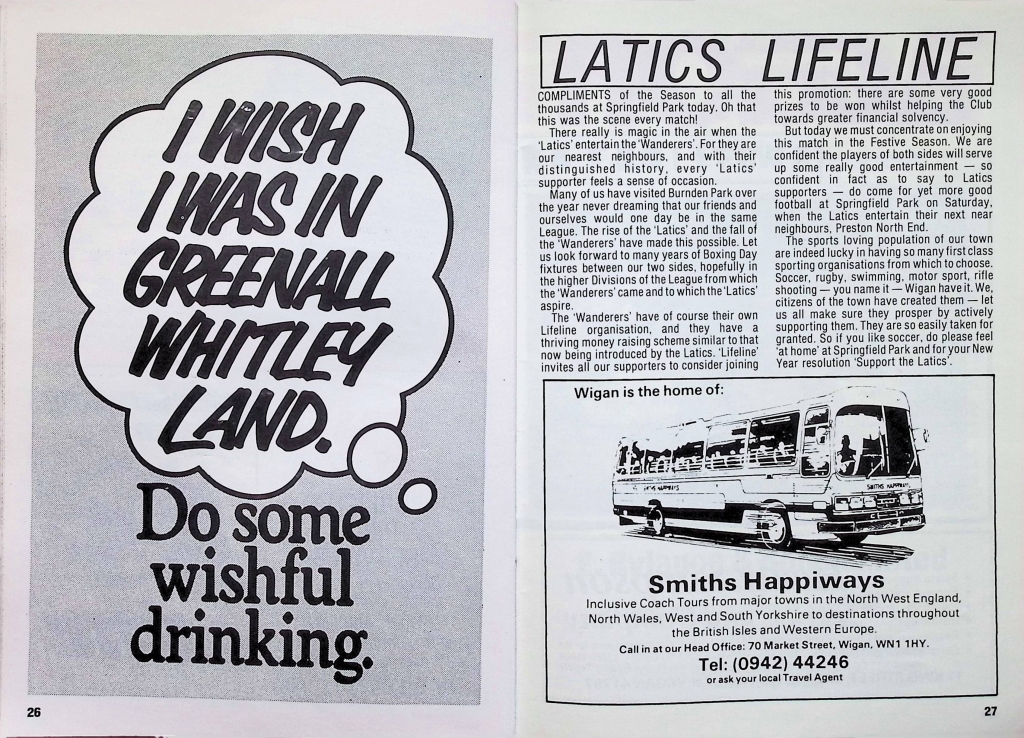 I WISH
I WAS IN
GREENALL
WHITLEY
LAND.
Do some
wishful
drinking.
26
LATICS LIFELINE
COMPLIMENTS of the Season to all the
thousands at Springfield Park today. Oh that
this was the scene every match!
There really is magic in the air when the
'Latics' entertain the 'Wanderers'. For they are
our nearest neighbours, and with their
distinguished history, every 'Latics'
supporter feels a sense of occasion.
Many of us have visited Burnden Park over
the year never dreaming that our friends and
ourselves would one day be in the same
League. The rise of the 'Latics' and the fall of
the 'Wanderers' have made this possible. Let
us look forward to many years of Boxing Day
fixtures between our two sides, hopefully in
the higher Divisions of the League from which
the 'Wanderers' came and to which the 'Latics'
aspire.
The 'Wanderers' have of course their own
Lifeline organisation, and they have a
thriving money raising scheme similar to that
now being introduced by the Latics. 'Lifeline'
invites all our supporters to consider joining
this promotion: there are some very good
prizes to be won whilst helping the Club
towards greater financial solvency.
But today we must concentrate on enjoying
this match in the Festive Season. We are
confident the players of both sides will serve
up some really good entertainment — so
confident in fact as to say to Latics
supporters — do come for yet more good
football at Springfield Park on Saturday,
when the Latics entertain their next near
neighbours, Preston North End.
The sports loving population of our town
are indeed lucky in having so many first class
sporting organisations from which to choose.
Soccer, rugby, swimming, motor sport, rifle
shooting — you name it — Wigan have it. We,
citizens of the town have created them — let
us all make sure they prosper by actively
supporting them. They are so easily taken for
granted. So if you like soccer, do please feel
'at home' at Springfield Park and for your New
Year resolution 'Support the Latics'.
Wigan is the home of:
SMITHS HAPPIWAYS
Smiths Happiways
Inclusive Coach Tours from major towns in the North West England,
North Wales, West and South Yorkshire to destinations throughout
the British Isles and Western Europe.
Call in at our Head Office: 70 Market Street, Wigan, WN1 1HY.
Tel: (0942) 44246
or ask your local Travel Agent
27